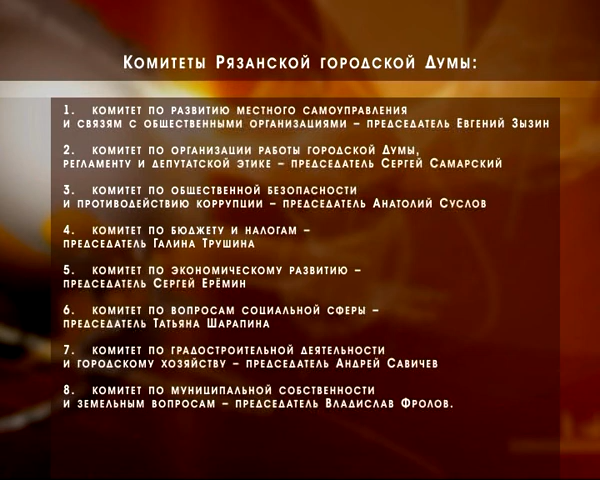 Комитеты Рязанской городской Думы:
1. комитет по развитию местного самоуправления
и связям с общественными организациями – председатель Евгений Зызин
2. комитет по организации работы городской Думы,
регламенту и депутатской этике – председатель Сергей Самарский
3. комитет по общественной безопасности
и противодействию коррупции – председатель Анатолий Суслов
4. комитет по бюджету и налогам –
председатель Галина Трушина
5. комитет по экономическому развитию –
председатель Сергей Ерёмин
6. комитет по вопросам социальной сферы –
председатель Татьяна Шарапина
7. комитет по градостроительной деятельности
и городскому хозяйству – председатель Андрей Савичев
8. комитет по муниципальной собственности
и земельным вопросам – председатель Владислав Фролов.